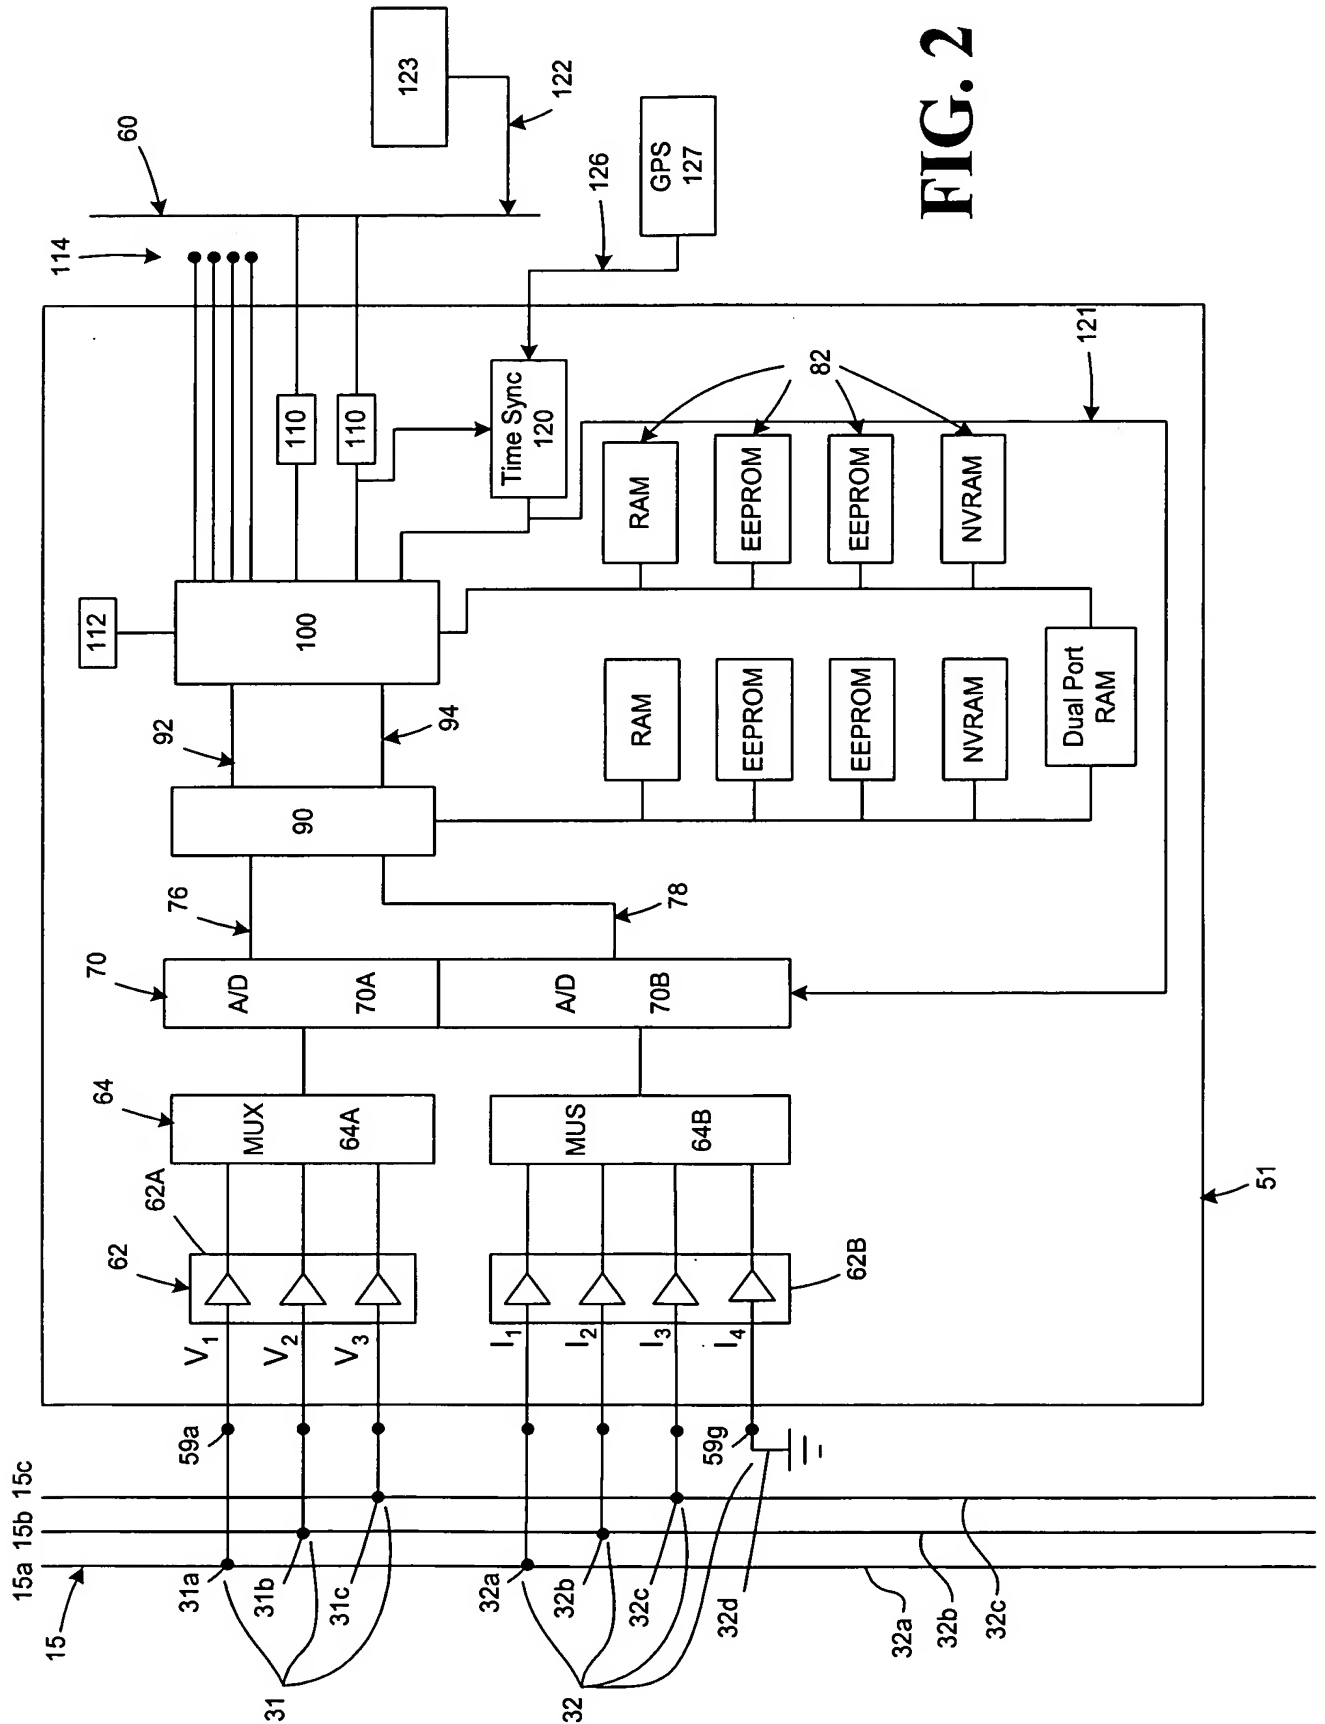 15
15a
15b
15c
31
31a
31b
31c
32
32a
32b
32c
32d
32a
32b
32c
59a
59g
V1
V2
V3
I1
I2
I3
I4
62
62A
62B
64
MUX
64A
MUS
64B
70
A/D
70A
A/D
70B
76
78
90
92
94
100
112
RAM
EEPROM
EEPROM
NVRAM
Dual Port
RAM
RAM
EEPROM
EEPROM
NVRAM
82
110
110
Time Sync
120
121
114
60
123
122
126
GPS
127
51
FIG. 2